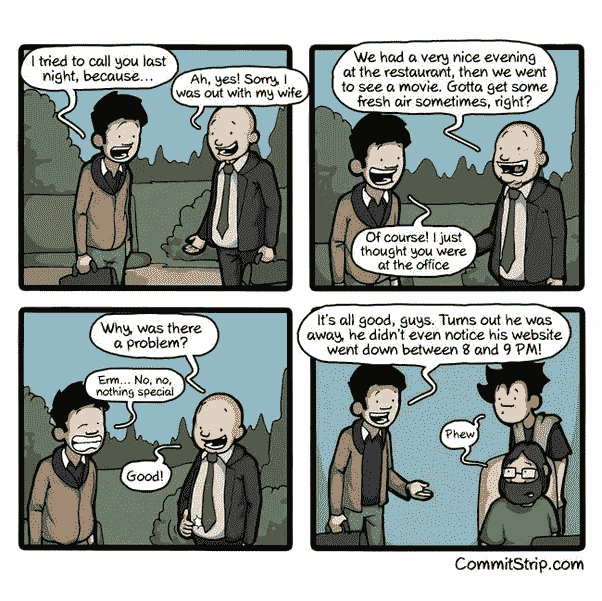 I tried to call you last
night, because...
Ah, yes! Sorry, I
was out with my wife
We had a very nice evening
at the restaurant, then we went
to see a movie. Gotta get some
fresh air sometimes, right?
Of course! I just
thought you were
at the office
Why, was there
a problem?
Erm... No, no,
nothing special
Good!
It's all good, guys. Turns out he was
away, he didn't even notice his website
went down between 8 and 9 PM!
Phew
CommitStrip.com